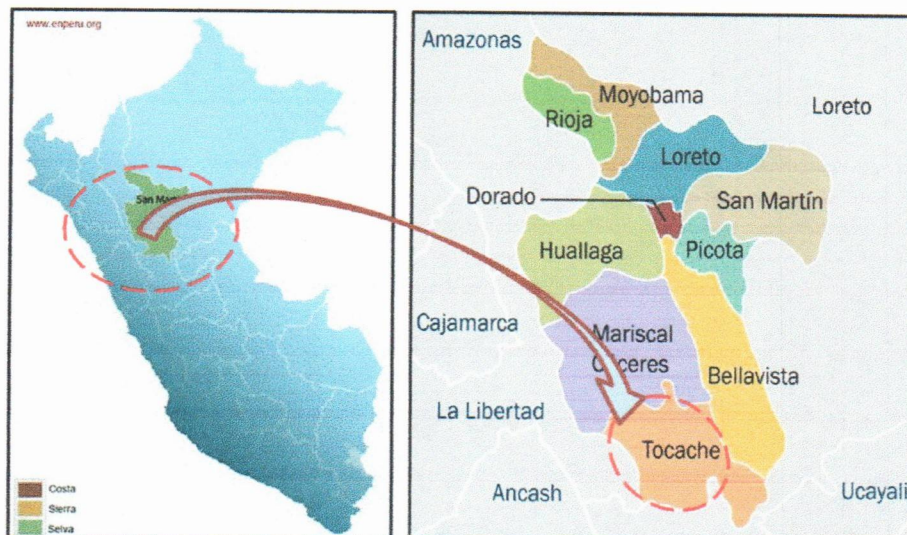 www.enperu.org
San Mar
Costa
Sierra
Selva
Amazonas
Moyobama
Loreto
Rioja
Loreto
Dorado
San Martín
Huallaga
Picota
Cajamarca
Mariscal
Cáceres
Bellavista
La Libertad
Tocache
Ancash
Ucayali